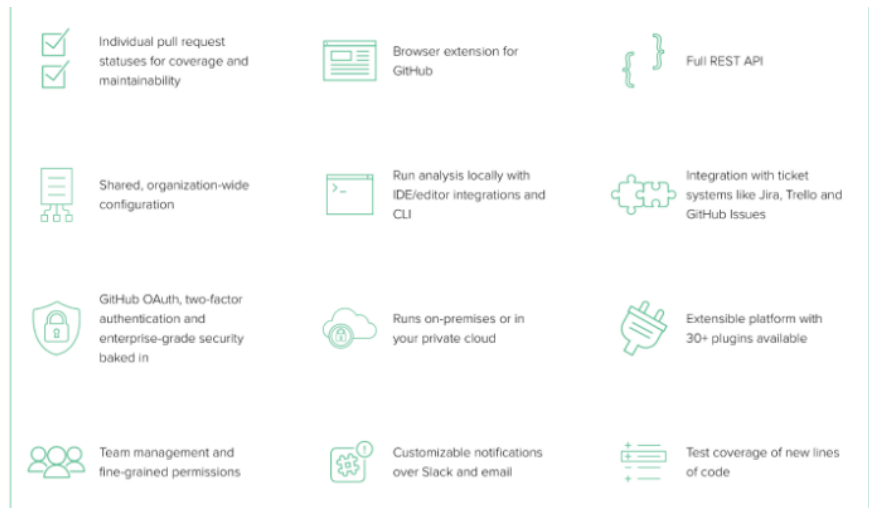 Individual pull request
statuses for coverage and
maintainability
Browser extension for
GitHub
Full REST API
Shared, organization-wide
configuration
Run analysis locally with
IDE/editor integrations and
CLI
Integration with ticket
systems like Jira, Trello and
GitHub Issues
GitHub OAuth, two-factor
authentication and
enterprise-grade security
baked in
Runs on-premises or in
your private cloud
Extensible platform with
30+ plugins available
Team management and
fine-grained permissions
Customizable notifications
over Slack and email
Test coverage of new lines
of code